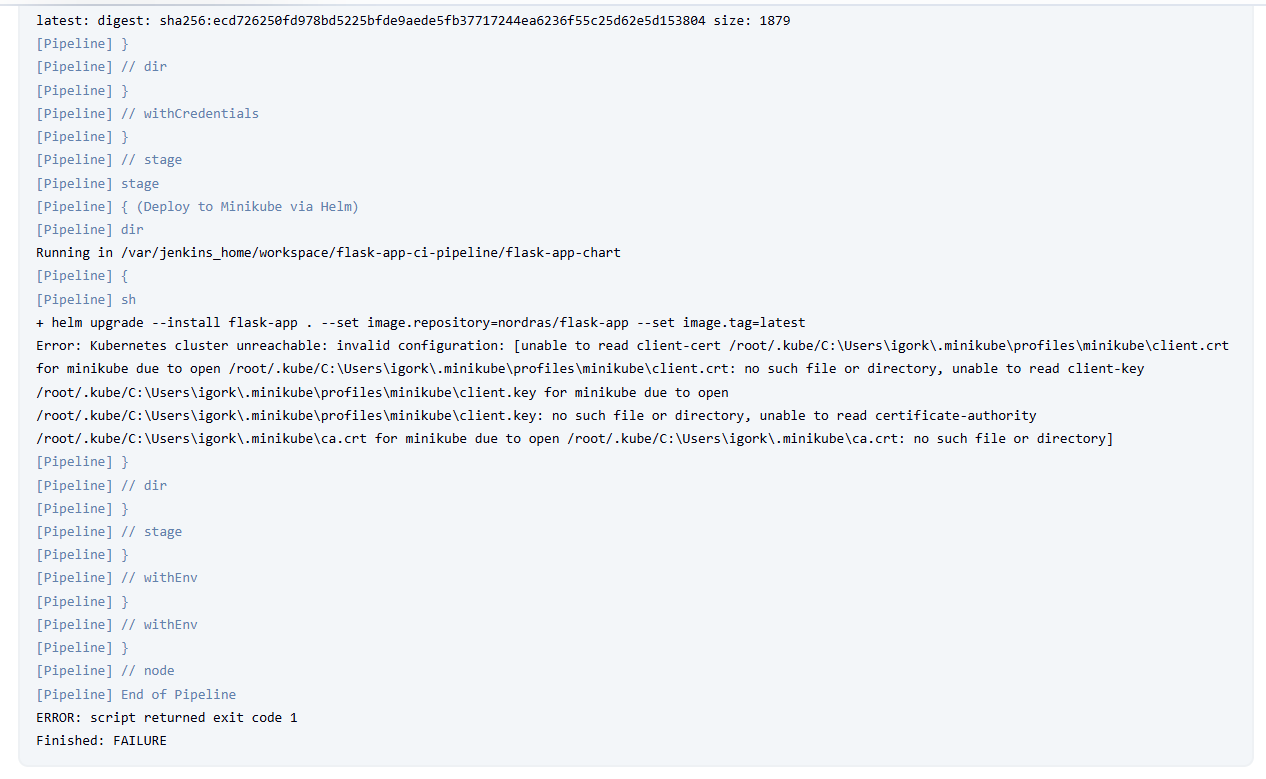 latest: digest: sha256:ecd726250fd978bd5225bfde9aede5fb37717244ea6236f55c25d62e5d153804 size: 1879
[Pipeline] }
[Pipeline] // dir
[Pipeline] }
[Pipeline] // withCredentials
[Pipeline] }
[Pipeline] // stage
[Pipeline] stage
[Pipeline] { (Deploy to Minikube via Helm)
[Pipeline] dir
Running in /var/jenkins_home/workspace/flask-app-ci-pipeline/flask-app-chart
[Pipeline] {
[Pipeline] sh
+ helm upgrade --install flask-app . --set image.repository=nordras/flask-app --set image.tag=latest
Error: Kubernetes cluster unreachable: invalid configuration: [unable to read client-cert /root/.kube/C:\Users\igork\.minikube\profiles\minikube\client.crt
for minikube due to open /root/.kube/C:\Users\igork\.minikube\profiles\minikube\client.crt: no such file or directory, unable to read client-key
/root/.kube/C:\Users\igork\.minikube\profiles\minikube\client.key for minikube due to open
/root/.kube/C:\Users\igork\.minikube\profiles\minikube\client.key: no such file or directory, unable to read certificate-authority
/root/.kube/C:\Users\igork\.minikube\ca.crt for minikube due to open /root/.kube/C:\Users\igork\.minikube\ca.crt: no such file or directory]
[Pipeline] }
[Pipeline] // dir
[Pipeline] }
[Pipeline] // stage
[Pipeline] }
[Pipeline] // withEnv
[Pipeline] }
[Pipeline] // withEnv
[Pipeline] }
[Pipeline] // node
[Pipeline] End of Pipeline
ERROR: script returned exit code 1
Finished: FAILURE